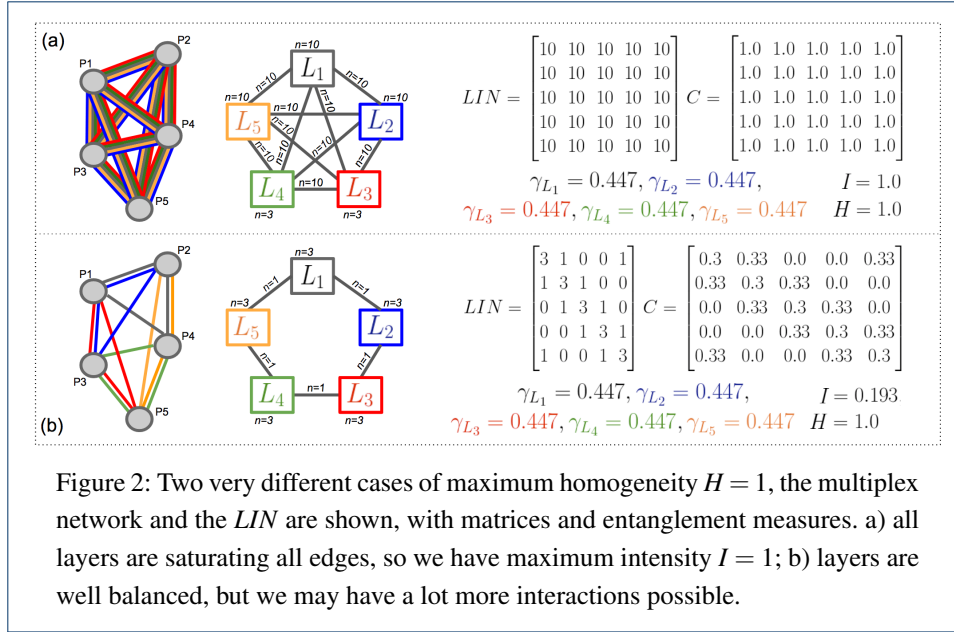 (a)
P2
P1
P4
P3
P5
n=10
L1
n=10 n=10
n=10
L5 n=10 n=10 n=10 L2
n=10 n=10 n=10 n=10
L4 n=10 L3
n=3 n=3
LIN = 10 10 10 10 10 C = 1.0 1.0 1.0 1.0 1.0
10 10 10 10 10 1.0 1.0 1.0 1.0 1.0
10 10 10 10 10 1.0 1.0 1.0 1.0 1.0
10 10 10 10 10 1.0 1.0 1.0 1.0 1.0
10 10 10 10 10 1.0 1.0 1.0 1.0 1.0
γL1 = 0.447, γL2 = 0.447, I = 1.0
γL3 = 0.447, γL4 = 0.447, γL5 = 0.447 H = 1.0
(b)
P2
P1
P4
P3
P5
n=3
L1
n=1 n=1
n=3 n=3
L5 L2
n=1 n=1
L4 n=1 L3
n=3 n=3
LIN = 3 1 0 0 1 C = 0.3 0.33 0.0 0.0 0.33
1 3 1 0 0 0.33 0.3 0.33 0.0 0.0
0 1 3 1 0 0.0 0.33 0.3 0.33 0.0
0 0 1 3 1 0.0 0.0 0.33 0.3 0.33
1 0 0 1 3 0.33 0.0 0.0 0.33 0.3
γL1 = 0.447, γL2 = 0.447, I = 0.193
γL3 = 0.447, γL4 = 0.447, γL5 = 0.447 H = 1.0
Figure 2: Two very different cases of maximum homogeneity H = 1, the multiplex
network and the LIN are shown, with matrices and entanglement measures. a) all
layers are saturating all edges, so we have maximum intensity I = 1; b) layers are
well balanced, but we may have a lot more interactions possible.